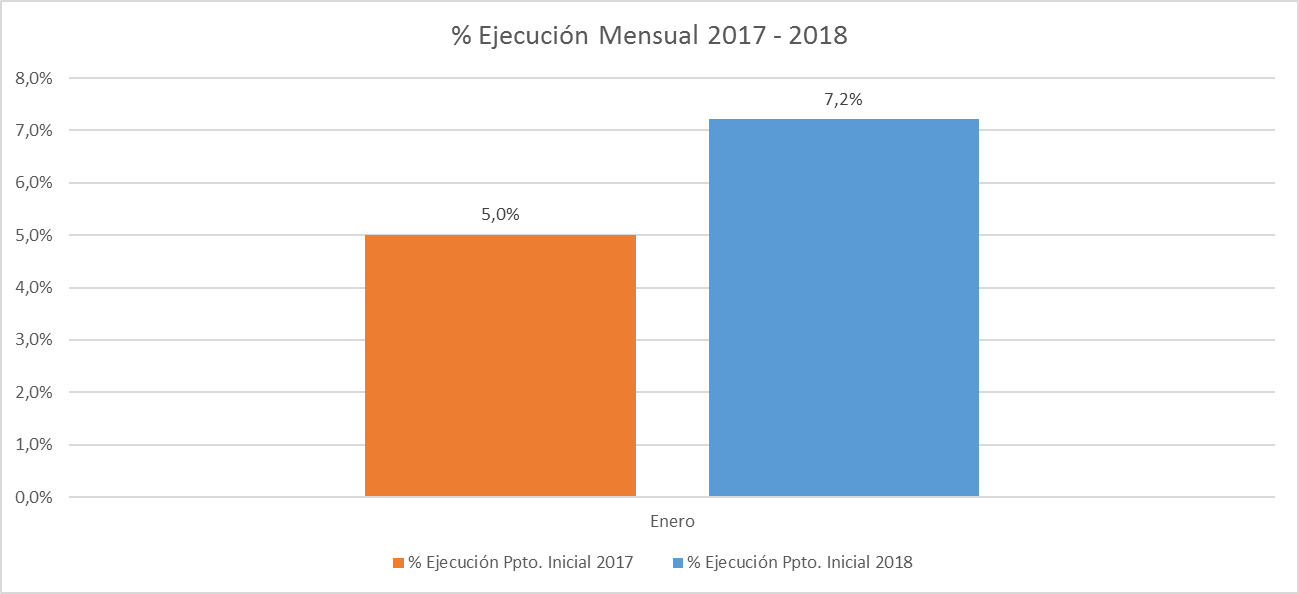 % Ejecución Mensual 2017 - 2018
8,0%
7,0%
6,0%
5,0%
4,0%
3,0%
2,0%
1,0%
0,0%
5,0%
7,2%
Enero
% Ejecución Ppto. Inicial 2017
% Ejecución Ppto. Inicial 2018